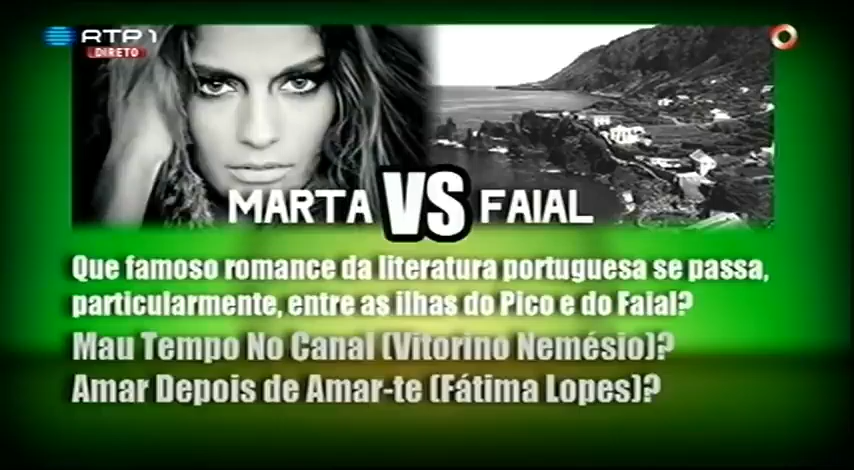 RTP 1
DIRETO
MARTA VS FAIAL
Que famoso romance da literatura portuguesa se passa,
particularmente, entre as ilhas do Pico e do Faial?
Mau Tempo No Canal (Vitorino Nemésio)?
Amar Depois de Amar-te (Fátima Lopes)?